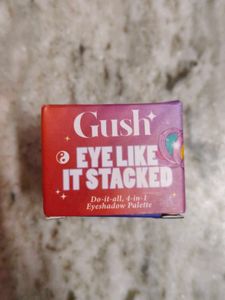 Gush
EYE LIKE
IT STACKED
Do-it-all, 4-in-1
Eyeshadow Palette